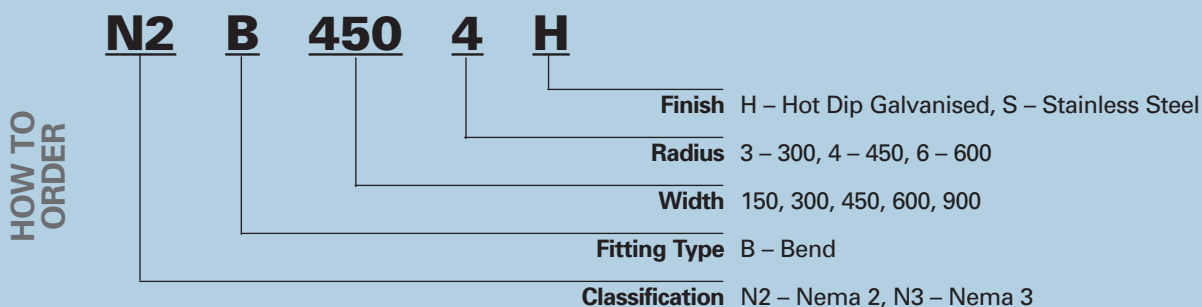 N2 B 450 4 H
HOW TO
ORDER
Finish H – Hot Dip Galvanised, S – Stainless Steel
Radius 3 – 300, 4 – 450, 6 – 600
Width 150, 300, 450, 600, 900
Fitting Type B – Bend
Classification N2 – Nema 2, N3 – Nema 3